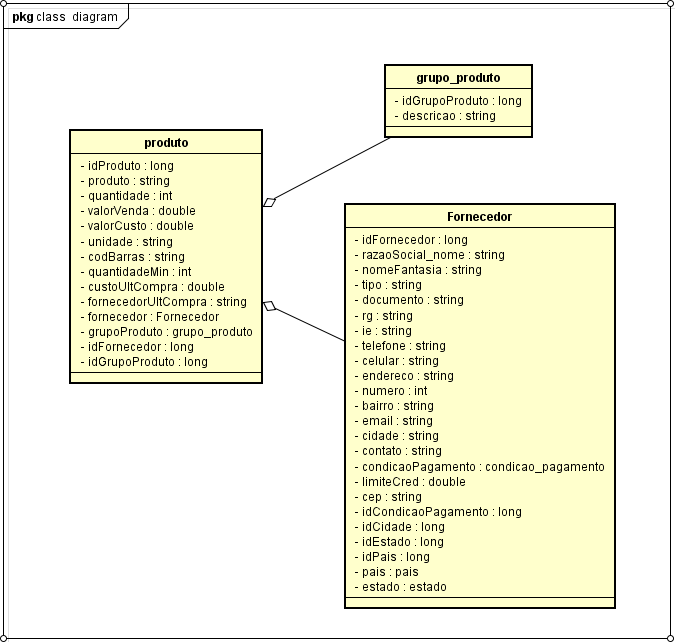 pkg class diagram
grupo_produto
- idGrupoProduto : long
- descricao : string
produto
- idProduto : long
- produto : string
- quantidade : int
- valorVenda : double
- valorCusto : double
- unidade : string
- codBarras : string
- quantidadeMin : int
- custoUltCompra : double
- fornecedorUltCompra : string
- fornecedor : Fornecedor
- grupoProduto : grupo_produto
- idFornecedor : long
- idGrupoProduto : long
Fornecedor
- idFornecedor : long
- razaoSocial_nome : string
- nomeFantasia : string
- tipo : string
- documento : string
- rg : string
- ie : string
- telefone : string
- celular : string
- endereco : string
- numero : int
- bairro : string
- email : string
- cidade : string
- contato : string
- condicaoPagamento : condicao_pagamento
- limiteCred : double
- cep : string
- idCondicaoPagamento : long
- idCidade : long
- idEstado : long
- idPais : long
- pais : pais
- estado : estado